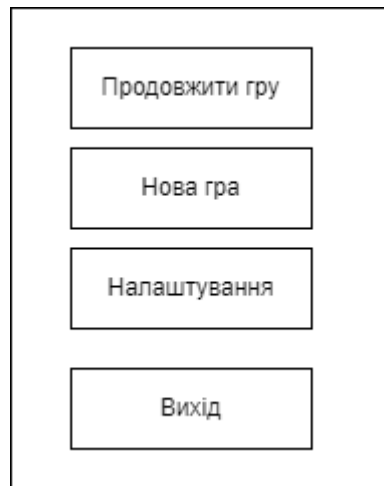 Продовжити гру
Нова гра
Налаштування
Вихід